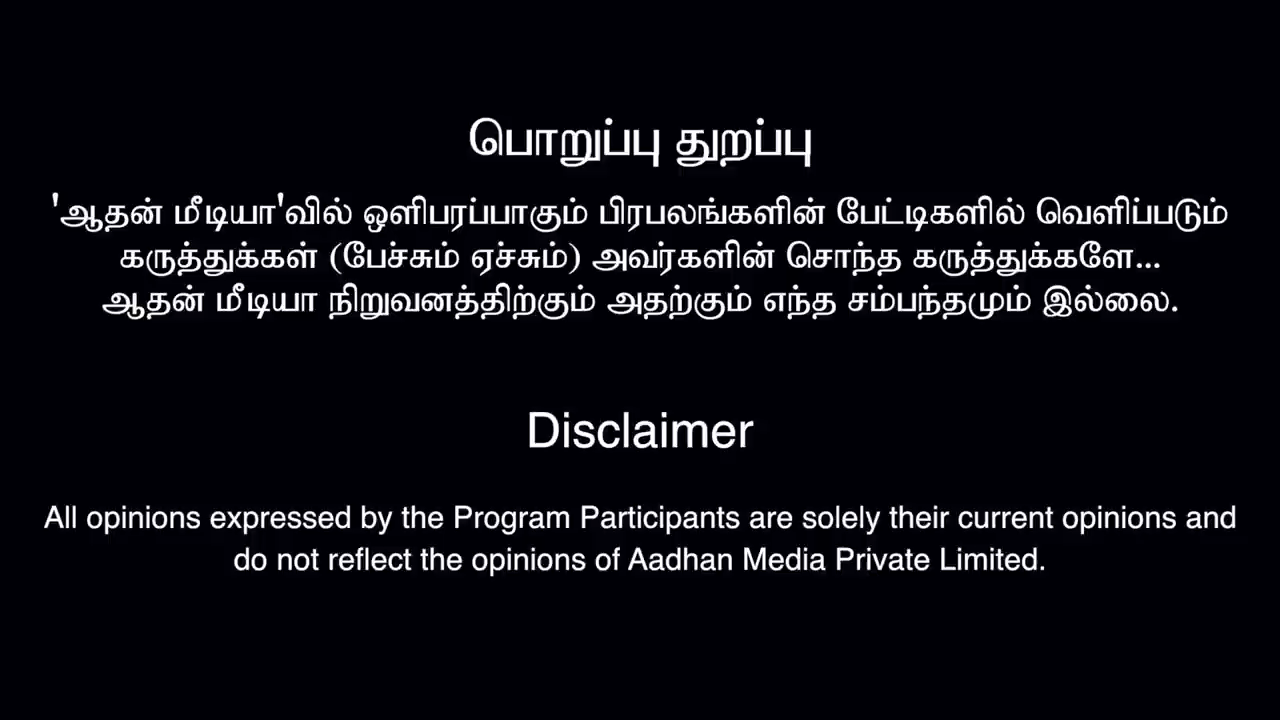 பொறுப்பு துறப்பு
'ஆதன் மீடியா'வில் ஒளிபரப்பாகும் பிரபலங்களின் பேட்டிகளில் வெளிப்படும்
கருத்துக்கள் (பேச்சும் ஏச்சும்) அவர்களின் சொந்த கருத்துக்களே...
ஆதன் மீடியா நிறுவனத்திற்கும் அதற்கும் எந்த சம்பந்தமும் இல்லை.
Disclaimer
All opinions expressed by the Program Participants are solely their current opinions and
do not reflect the opinions of Aadhan Media Private Limited.